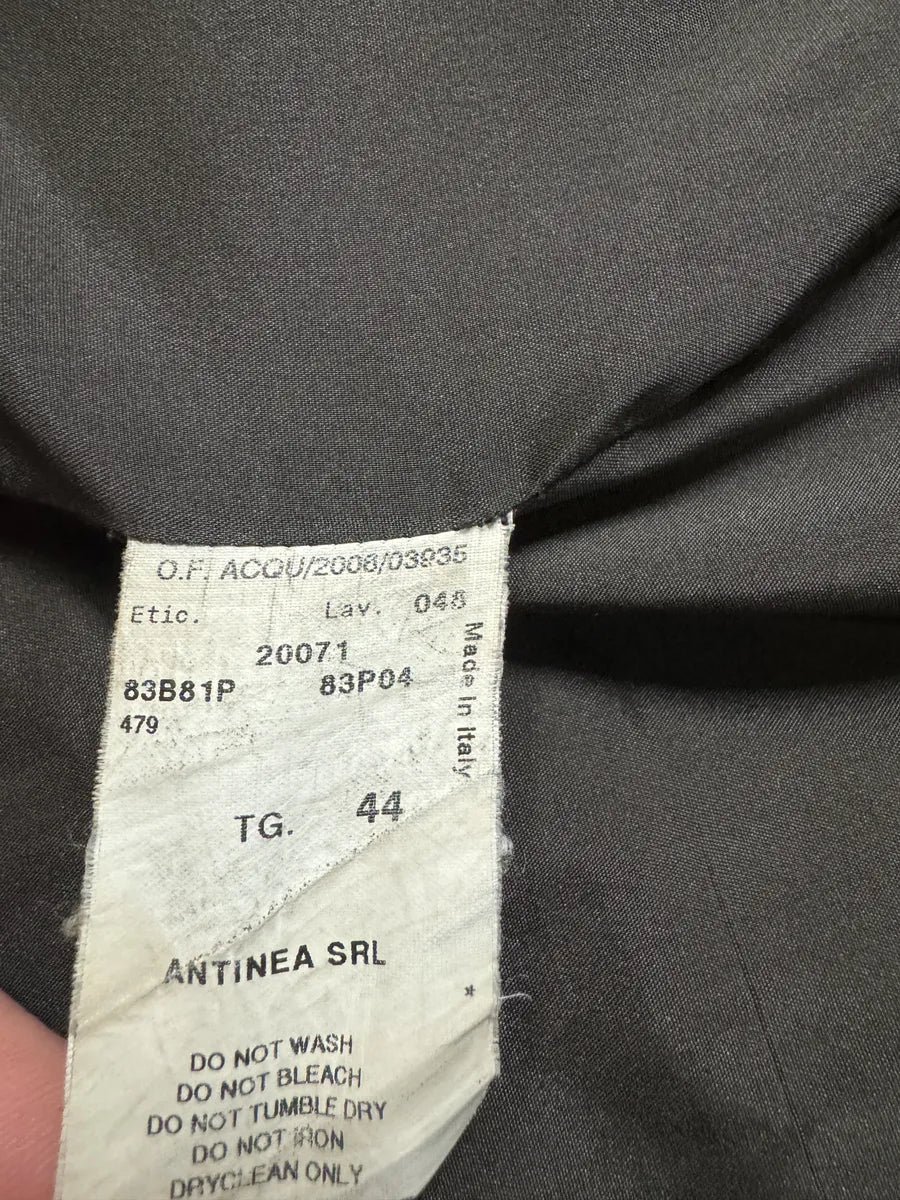 O.F. ACQU/2008/03935
Etic. Lav. 048
20071
83B81P 83P04
479
Made In Italy
TG. 44
ANTINEA SRL
*
DO NOT WASH
DO NOT BLEACH
DO NOT TUMBLE DRY
DO NOT IRON
DRYCLEAN ONLY